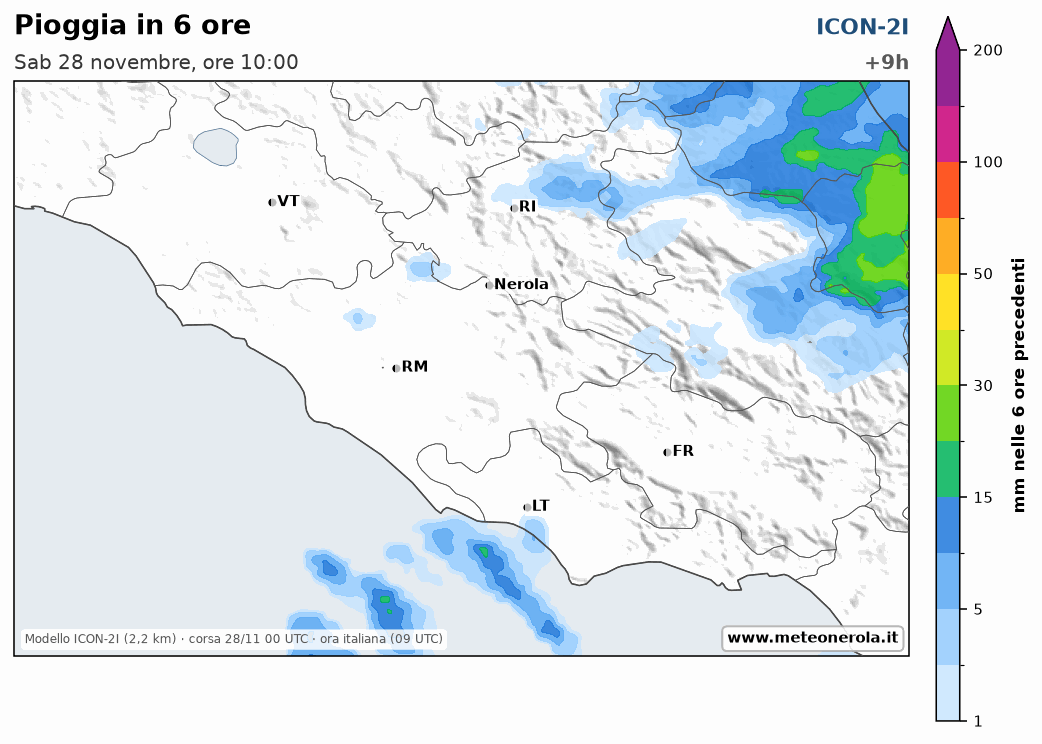 Pioggia in 6 ore
ICON-2I
Sab 28 novembre, ore 10:00
+9h
200
100
50
30
15
5
1
mm nelle 6 ore precedenti
VT
RI
Nerola
RM
FR
LT
Modello ICON-2I (2,2 km) · corsa 28/11 00 UTC · ora italiana (09 UTC)
www.meteonerola.it